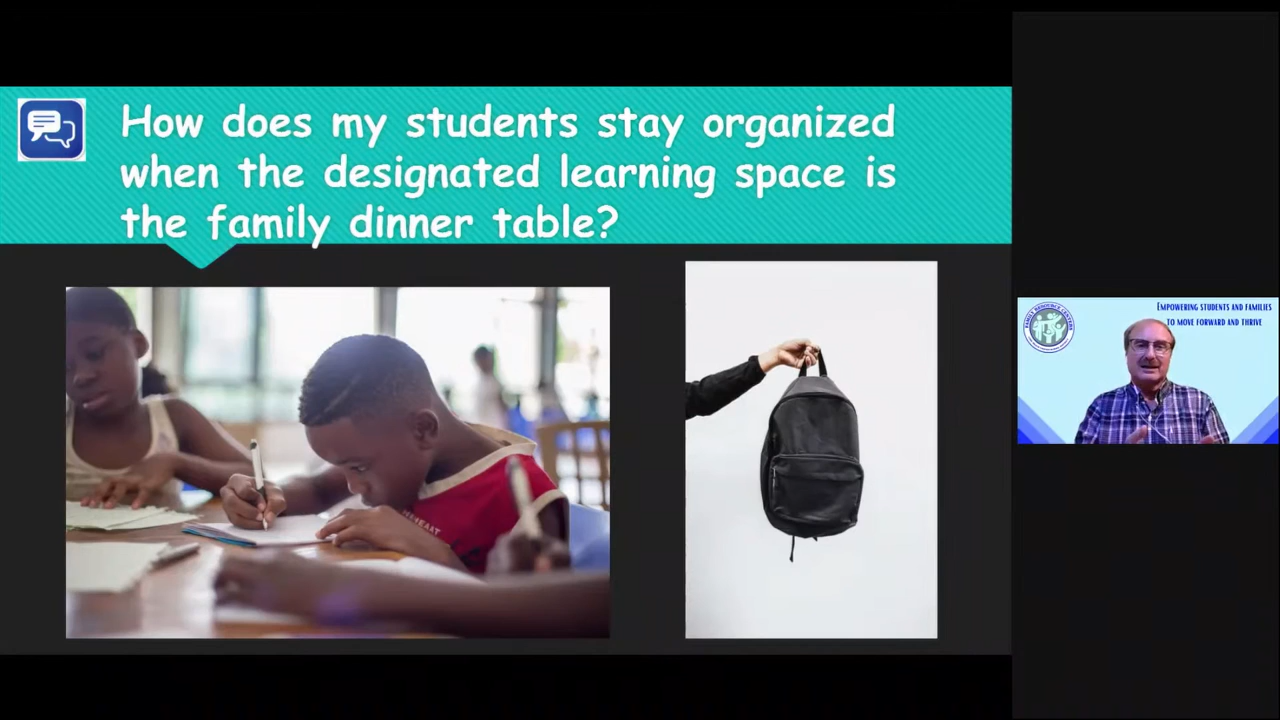 How does my students stay organized
when the designated learning space is
the family dinner table?
Empowering students and families
to move forward and thrive